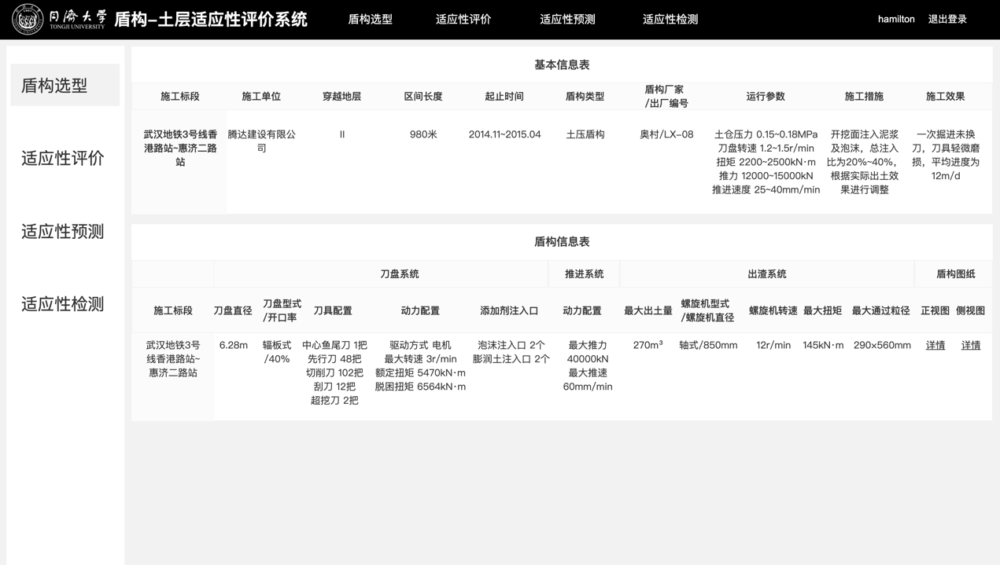 同濟大學
TONGJI UNIVERSITY
盾构-土层适应性评价系统
盾构选型
适应性评价
适应性预测
适应性检测
hamilton
退出登录
盾构选型
适应性评价
适应性预测
适应性检测
基本信息表
施工标段
施工单位
穿越地层
区间长度
起止时间
盾构类型
盾构厂家
/出厂编号
运行参数
施工措施
施工效果
武汉地铁3号线香
港路站~惠济二路
站
腾达建设有限公
司
II
980米
2014.11~2015.04
土压盾构
奥村/LX-08
土仓压力 0.15~0.18MPa
刀盘转速 1.2~1.5r/min
扭矩 2200~2500kN·m
推力 12000~15000kN
推进速度 25~40mm/min
开挖面注入泥浆
及泡沫，总注入
比为20%~40%，
根据实际出土效
果进行调整
一次掘进未换
刀，刀具轻微磨
损，平均进度为
12m/d
盾构信息表
刀盘系统
推进系统
出渣系统
盾构图纸
施工标段
刀盘直径
刀盘型式
/开口率
刀具配置
动力配置
添加剂注入口
动力配置
最大出土量
螺旋机型式
/螺旋机直径
螺旋机转速
最大扭矩
最大通过粒径
正视图
侧视图
武汉地铁3号
线香港路站~
惠济二路站
6.28m
辐板式
/40%
中心鱼尾刀 1把
先行刀 48把
切削刀 102把
刮刀 12把
超挖刀 2把
驱动方式 电机
最大转速 3r/min
额定扭矩 5470kN·m
脱困扭矩 6564kN·m
泡沫注入口 2个
膨润土注入口 2个
最大推力
40000kN
最大推速
60mm/min
270m³
轴式/850mm
12r/min
145kN·m
290×560mm
详情
详情